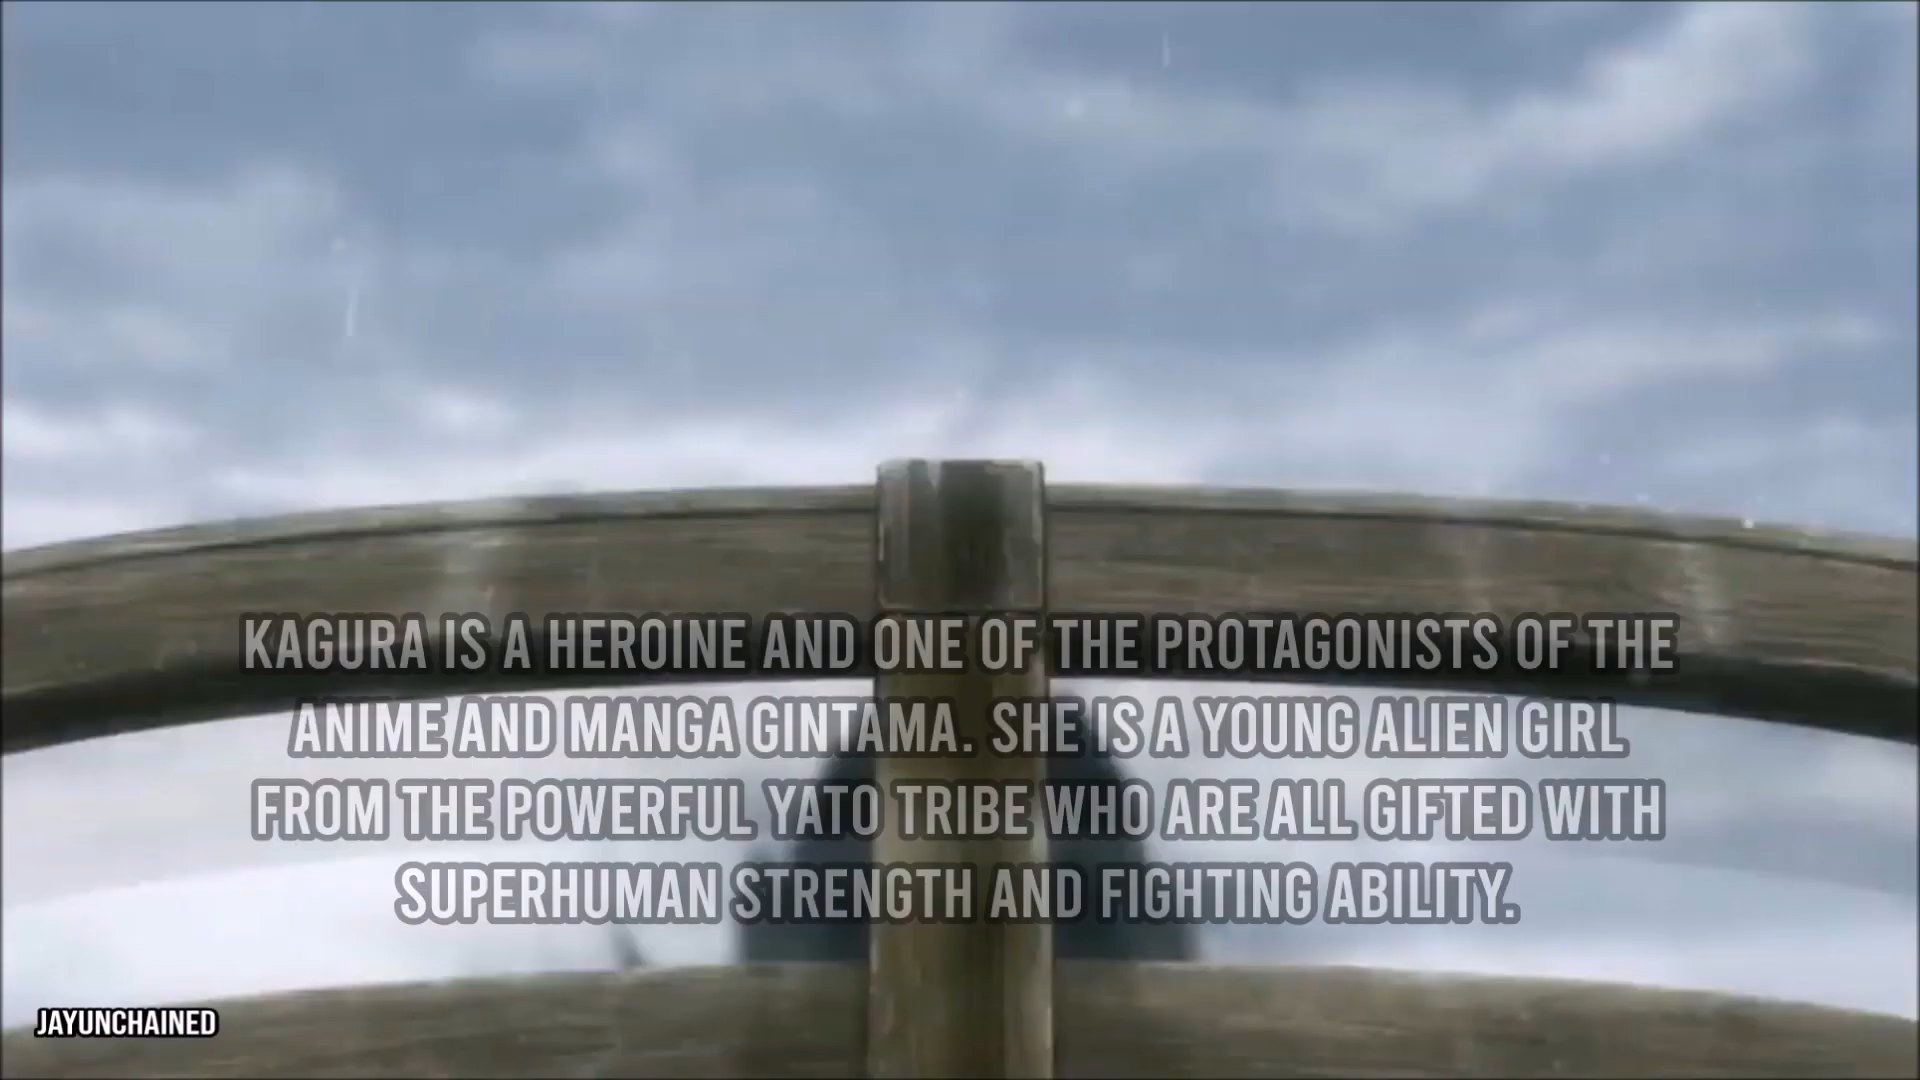 KAGURA IS A HEROINE AND ONE OF THE PROTAGONISTS OF THE
ANIME AND MANGA GINTAMA. SHE IS A YOUNG ALIEN GIRL
FROM THE POWERFUL YATO TRIBE WHO ARE ALL GIFTED WITH
SUPERHUMAN STRENGTH AND FIGHTING ABILITY.
JAYUNCHAINED